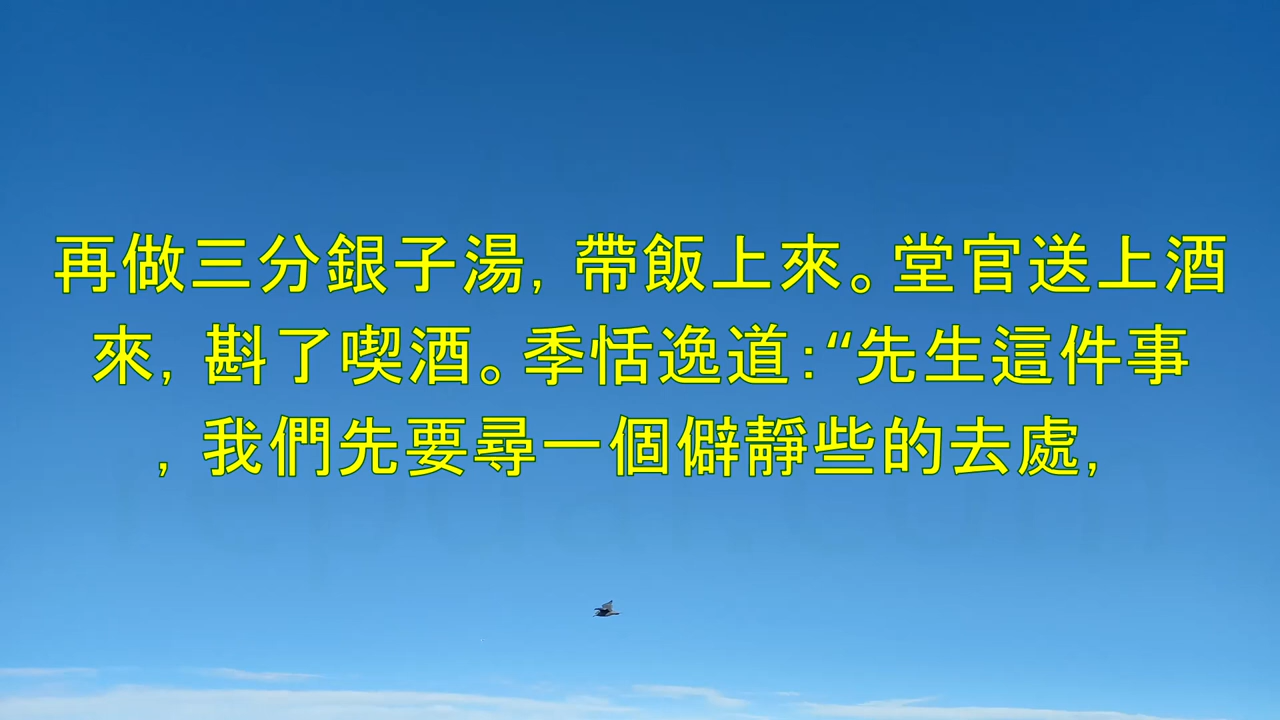 再做三分銀子湯，帶飯上來。堂官送上酒
來，斟了喫酒。季恬逸道：“先生這件事
，我們先要尋一個僻靜些的去處，